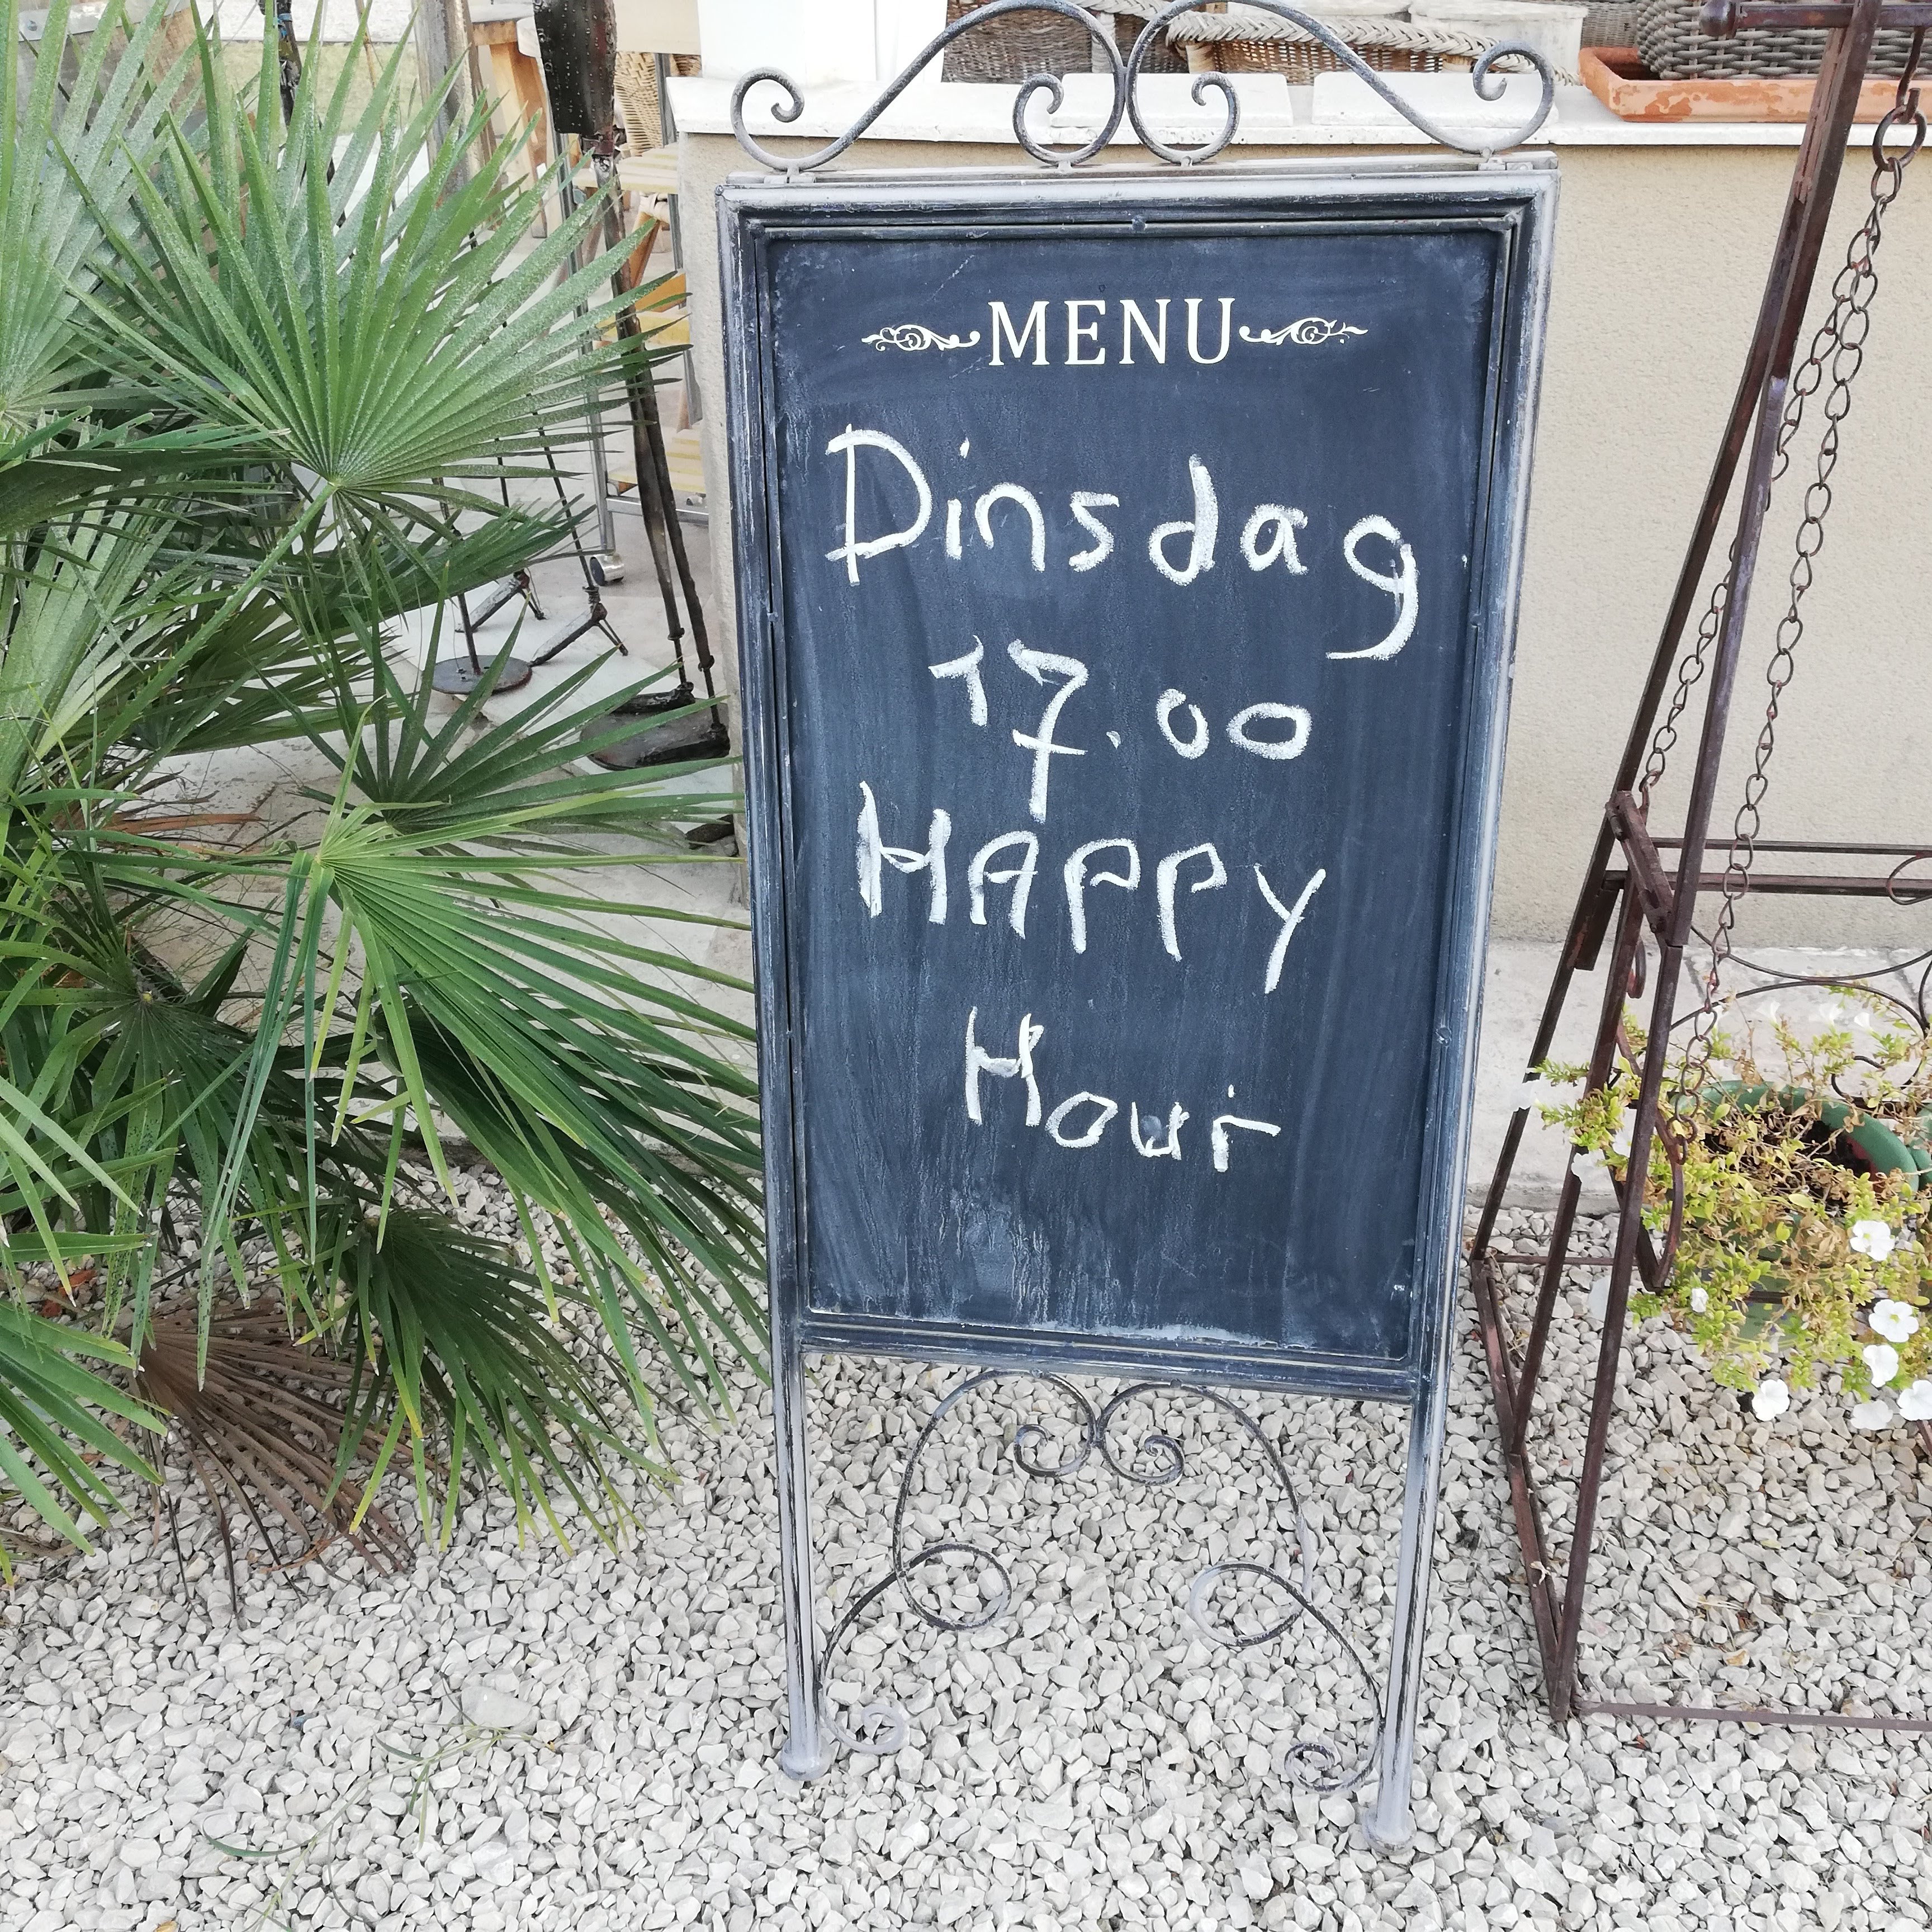 MENU
Dinsdag
17.00
HAPPY
Hour